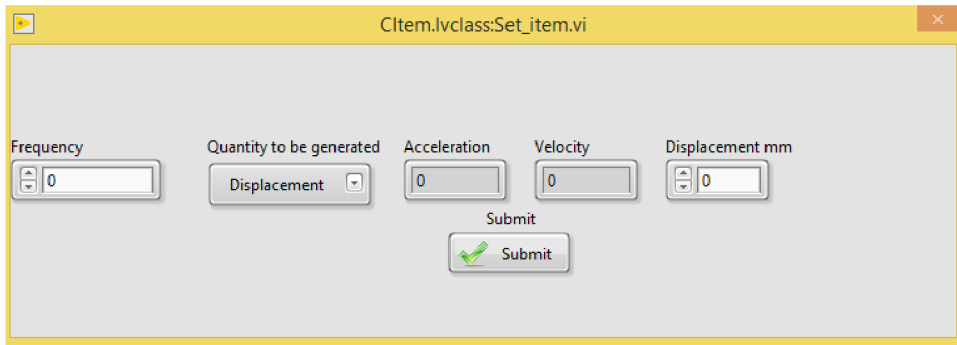 CItem.lvclass:Set_item.vi
Frequency Quantity to be generated Acceleration Velocity Displacement mm
0 Displacement 0 0 0
Submit
Submit